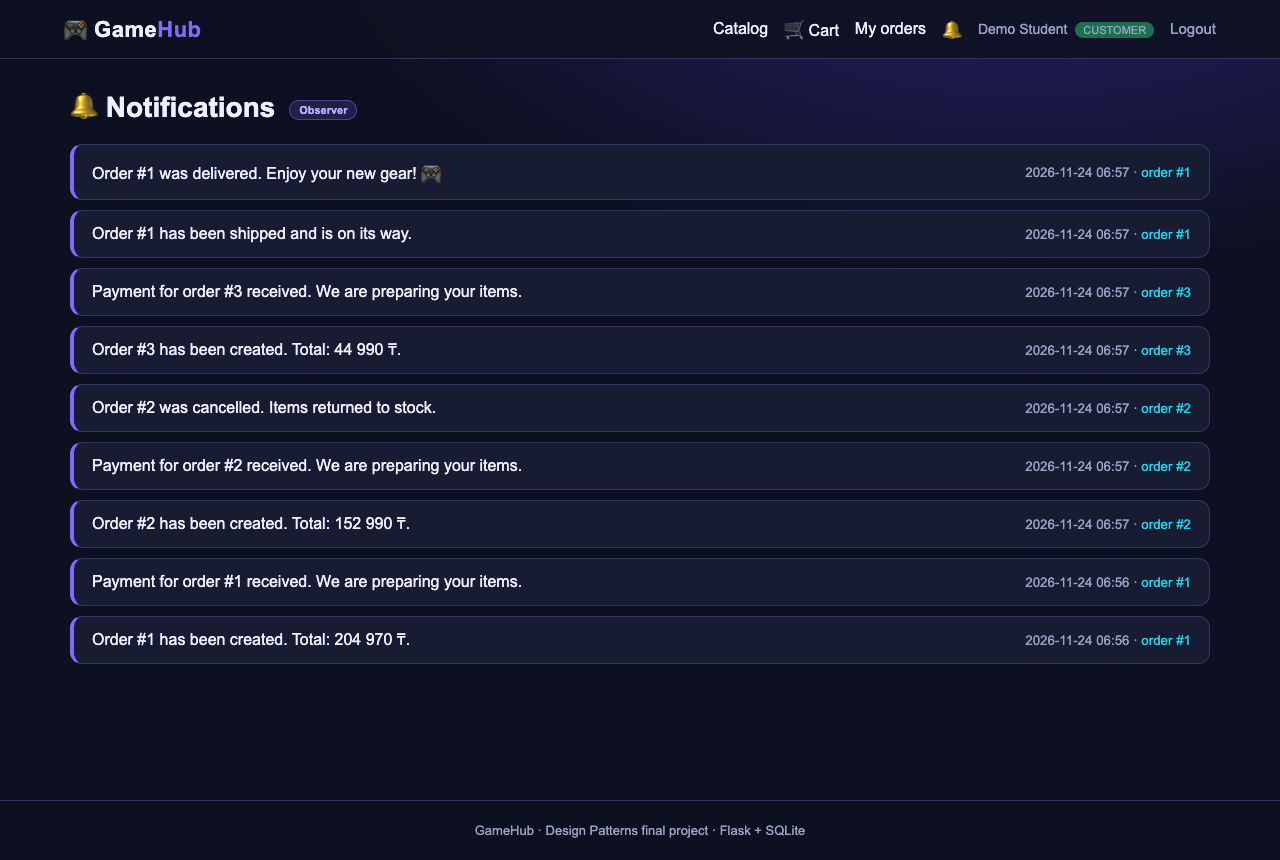 🎮 GameHub
Catalog 🛒 Cart My orders 🔔 Demo Student CUSTOMER Logout
🔔 Notifications Observer
Order #1 was delivered. Enjoy your new gear! 🎮 2026-11-24 06:57 · order #1
Order #1 has been shipped and is on its way. 2026-11-24 06:57 · order #1
Payment for order #3 received. We are preparing your items. 2026-11-24 06:57 · order #3
Order #3 has been created. Total: 44 990 ₸. 2026-11-24 06:57 · order #3
Order #2 was cancelled. Items returned to stock. 2026-11-24 06:57 · order #2
Payment for order #2 received. We are preparing your items. 2026-11-24 06:57 · order #2
Order #2 has been created. Total: 152 990 ₸. 2026-11-24 06:57 · order #2
Payment for order #1 received. We are preparing your items. 2026-11-24 06:56 · order #1
Order #1 has been created. Total: 204 970 ₸. 2026-11-24 06:56 · order #1
GameHub · Design Patterns final project · Flask + SQLite